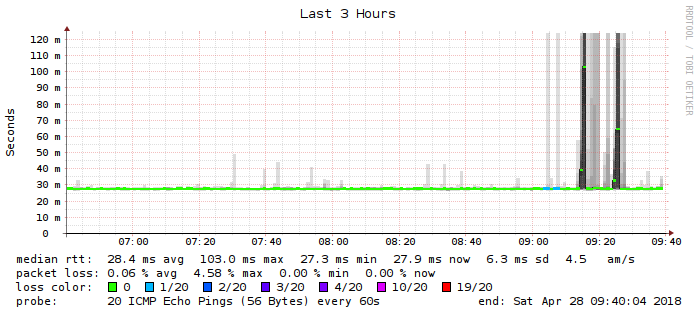 Last 3 Hours
RRDTOOL / TOBI OETIKER
Seconds
120 m
110 m
100 m
90 m
80 m
70 m
60 m
50 m
40 m
30 m
20 m
10 m
0
07:00 07:20 07:40 08:00 08:20 08:40 09:00 09:20 09:40
median rtt: 28.4 ms avg 103.0 ms max 27.3 ms min 27.9 ms now 6.3 ms sd 4.5 am/s
packet loss: 0.06 % avg 4.58 % max 0.00 % min 0.00 % now
loss color: 0 1/20 2/20 3/20 4/20 10/20 19/20
probe: 20 ICMP Echo Pings (56 Bytes) every 60s end: Sat Apr 28 09:40:04 2018